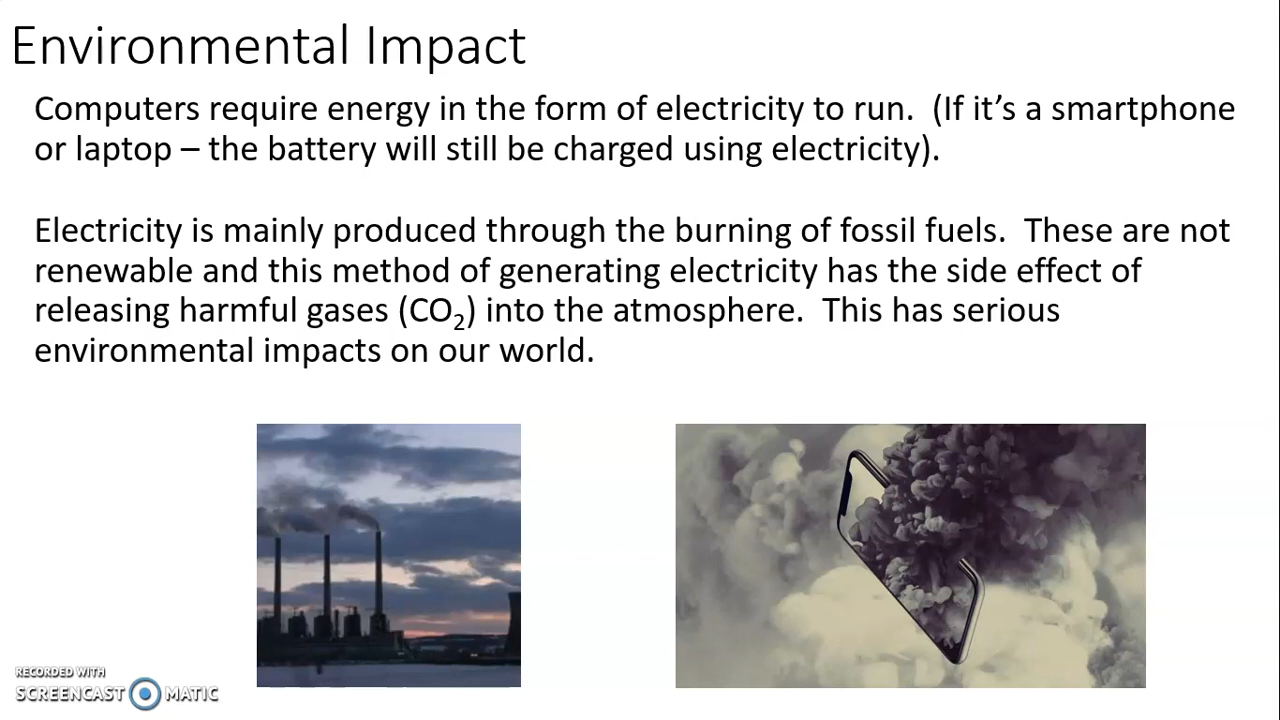 Environmental Impact
Computers require energy in the form of electricity to run.  (If it’s a smartphone
or laptop – the battery will still be charged using electricity).
Electricity is mainly produced through the burning of fossil fuels.  These are not
renewable and this method of generating electricity has the side effect of
releasing harmful gases (CO₂) into the atmosphere.  This has serious
environmental impacts on our world.
RECORDED WITH
SCREENCAST MATIC